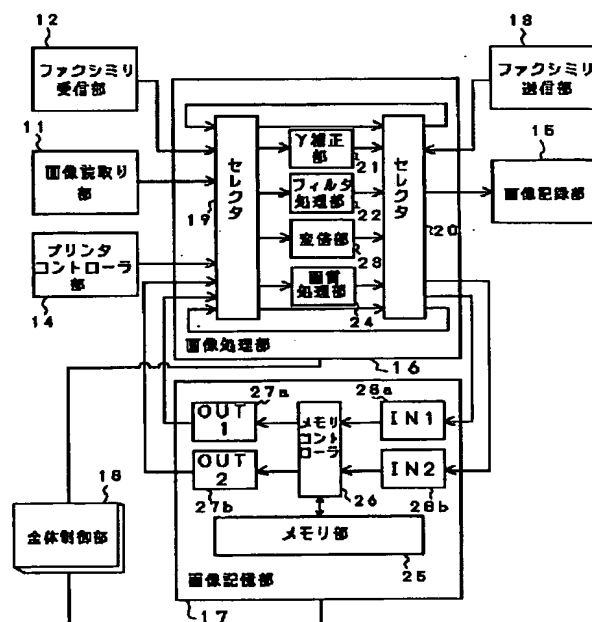 12
ファクシミリ
受信部
11
画像読取り
部
プリンタ
コントローラ
部
14
セレクタ
19
γ補正
部
21
フィルタ
処理部
22
変倍部
23
画質
処理部
24
セレクタ
20
画像処理部
16
18
ファクシミリ
送信部
15
画像記録部
27a
OUT
1
OUT
2
27b
メモリ
コント
ローラ
26
28a
IN1
IN2
28b
メモリ部
25
画像記憶部
17
18
全体制御部